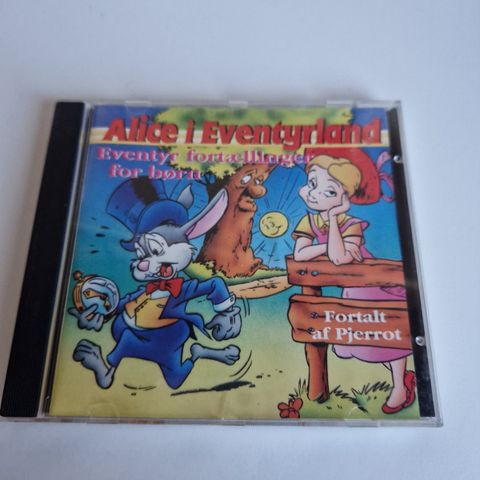 Alice i Eventyrland
Eventyr fortællinger
for børn
Fortalt
af Pjerrot